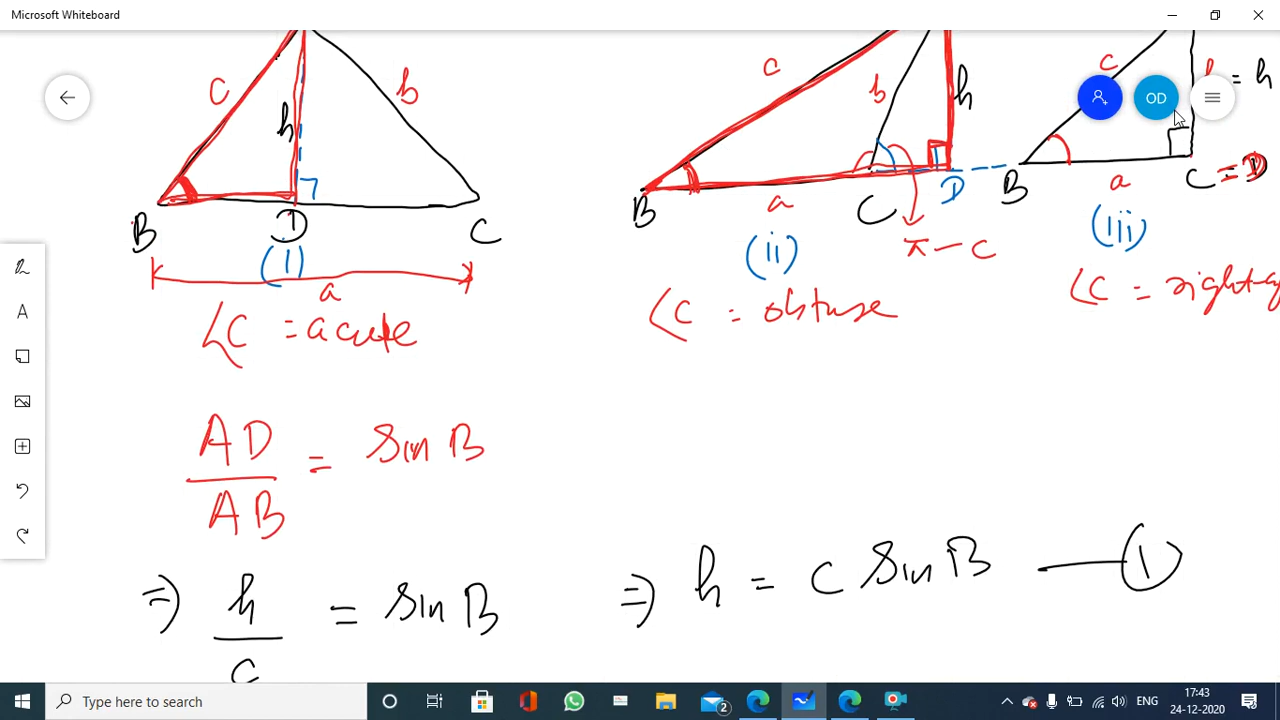 Microsoft Whiteboard
c h b
B D C
(i)
a
∠C = acute
c b h
B a C D
π - c
(ii)
∠C = obtuse
OD
c = h
B a C = D
(iii)
∠C = right-
AD
AB
= sin B
⇒ h
c
= sin B
⇒ h = c sin B —— 1
Type here to search
2
ENG
17:43
24-12-2020